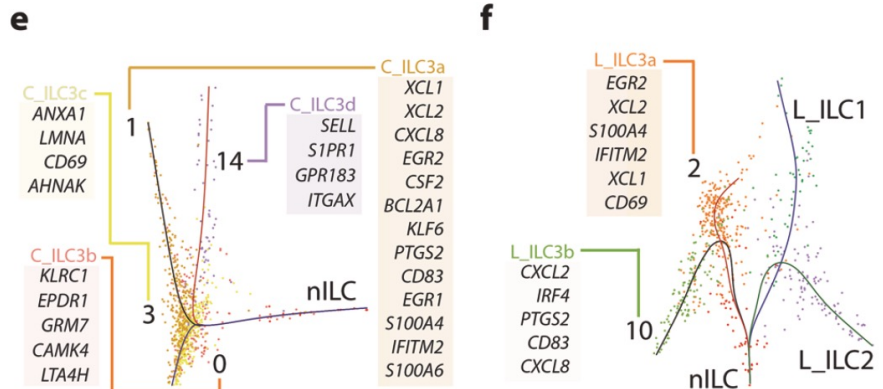 e
C_ILC3c
ANXA1
LMNA
CD69
AHNAK
C_ILC3b
KLRC1
EPDR1
GRM7
CAMK4
LTA4H
1
3
0
14
C_ILC3d
SELL
S1PR1
GPR183
ITGAX
nILC
C_ILC3a
XCL1
XCL2
CXCL8
EGR2
CSF2
BCL2A1
KLF6
PTGS2
CD83
EGR1
S100A4
IFITM2
S100A6
f
L_ILC3a
EGR2
XCL2
S100A4
IFITM2
XCL1
CD69
2
L_ILC1
L_ILC3b
CXCL2
IRF4
PTGS2
CD83
CXCL8
10
nILC
L_ILC2